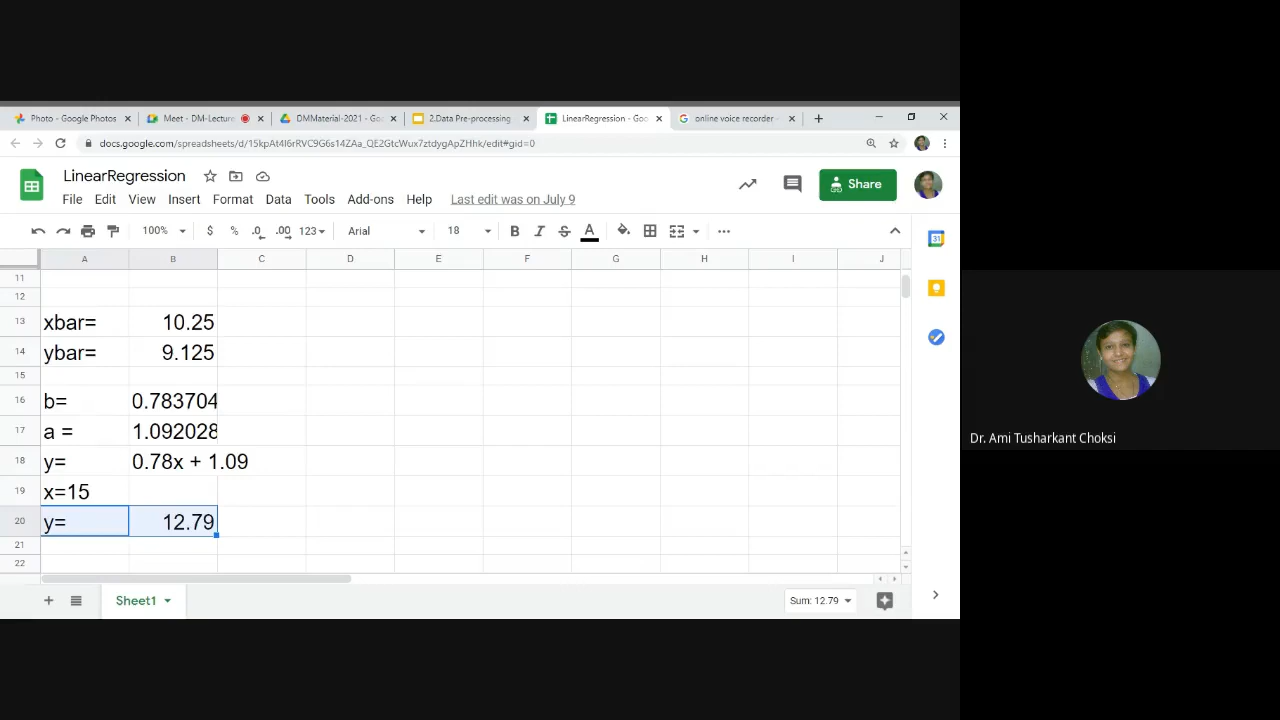 Photo - Google Photos
Meet - DM-Lecture
DMMaterial-2021 - Goo
2.Data Pre-processing
LinearRegression - Goo
online voice recorder -
docs.google.com/spreadsheets/d/15kpAt4I6rRVC9G6s14ZAa_QE2GtcWux7ztdygApZHhk/edit#gid=0
LinearRegression
Share
File Edit View Insert Format Data Tools Add-ons Help Last edit was on July 9
100% $ % .0 .00 123 Arial 18 B I S A
31
A B C D E F G H I J
11
12
13 xbar= 10.25
14 ybar= 9.125
15
16 b= 0.783704
17 a = 1.092028
18 y= 0.78x + 1.09
19 x=15
20 y= 12.79
21
22
Sheet1
Sum: 12.79
Dr. Ami Tusharkant Choksi